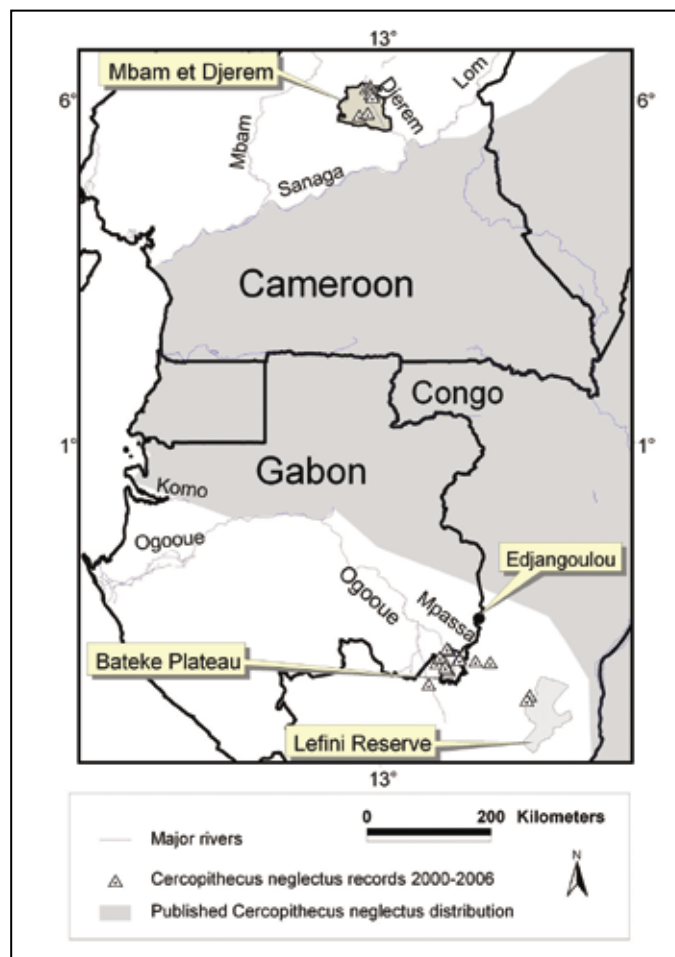 13°
Mbam et Djerem
Lom
6°
6°
Djerem
Mbam
Sanaga
Cameroon
Congo
1°
1°
Gabon
Komo
Ogooue
Edjangoulou
Ogooue
Mpassa
Bateke Plateau
Lefini Reserve
13°
0 200 Kilometers
Major rivers
N
Cercopithecus neglectus records 2000-2006
Published Cercopithecus neglectus distribution